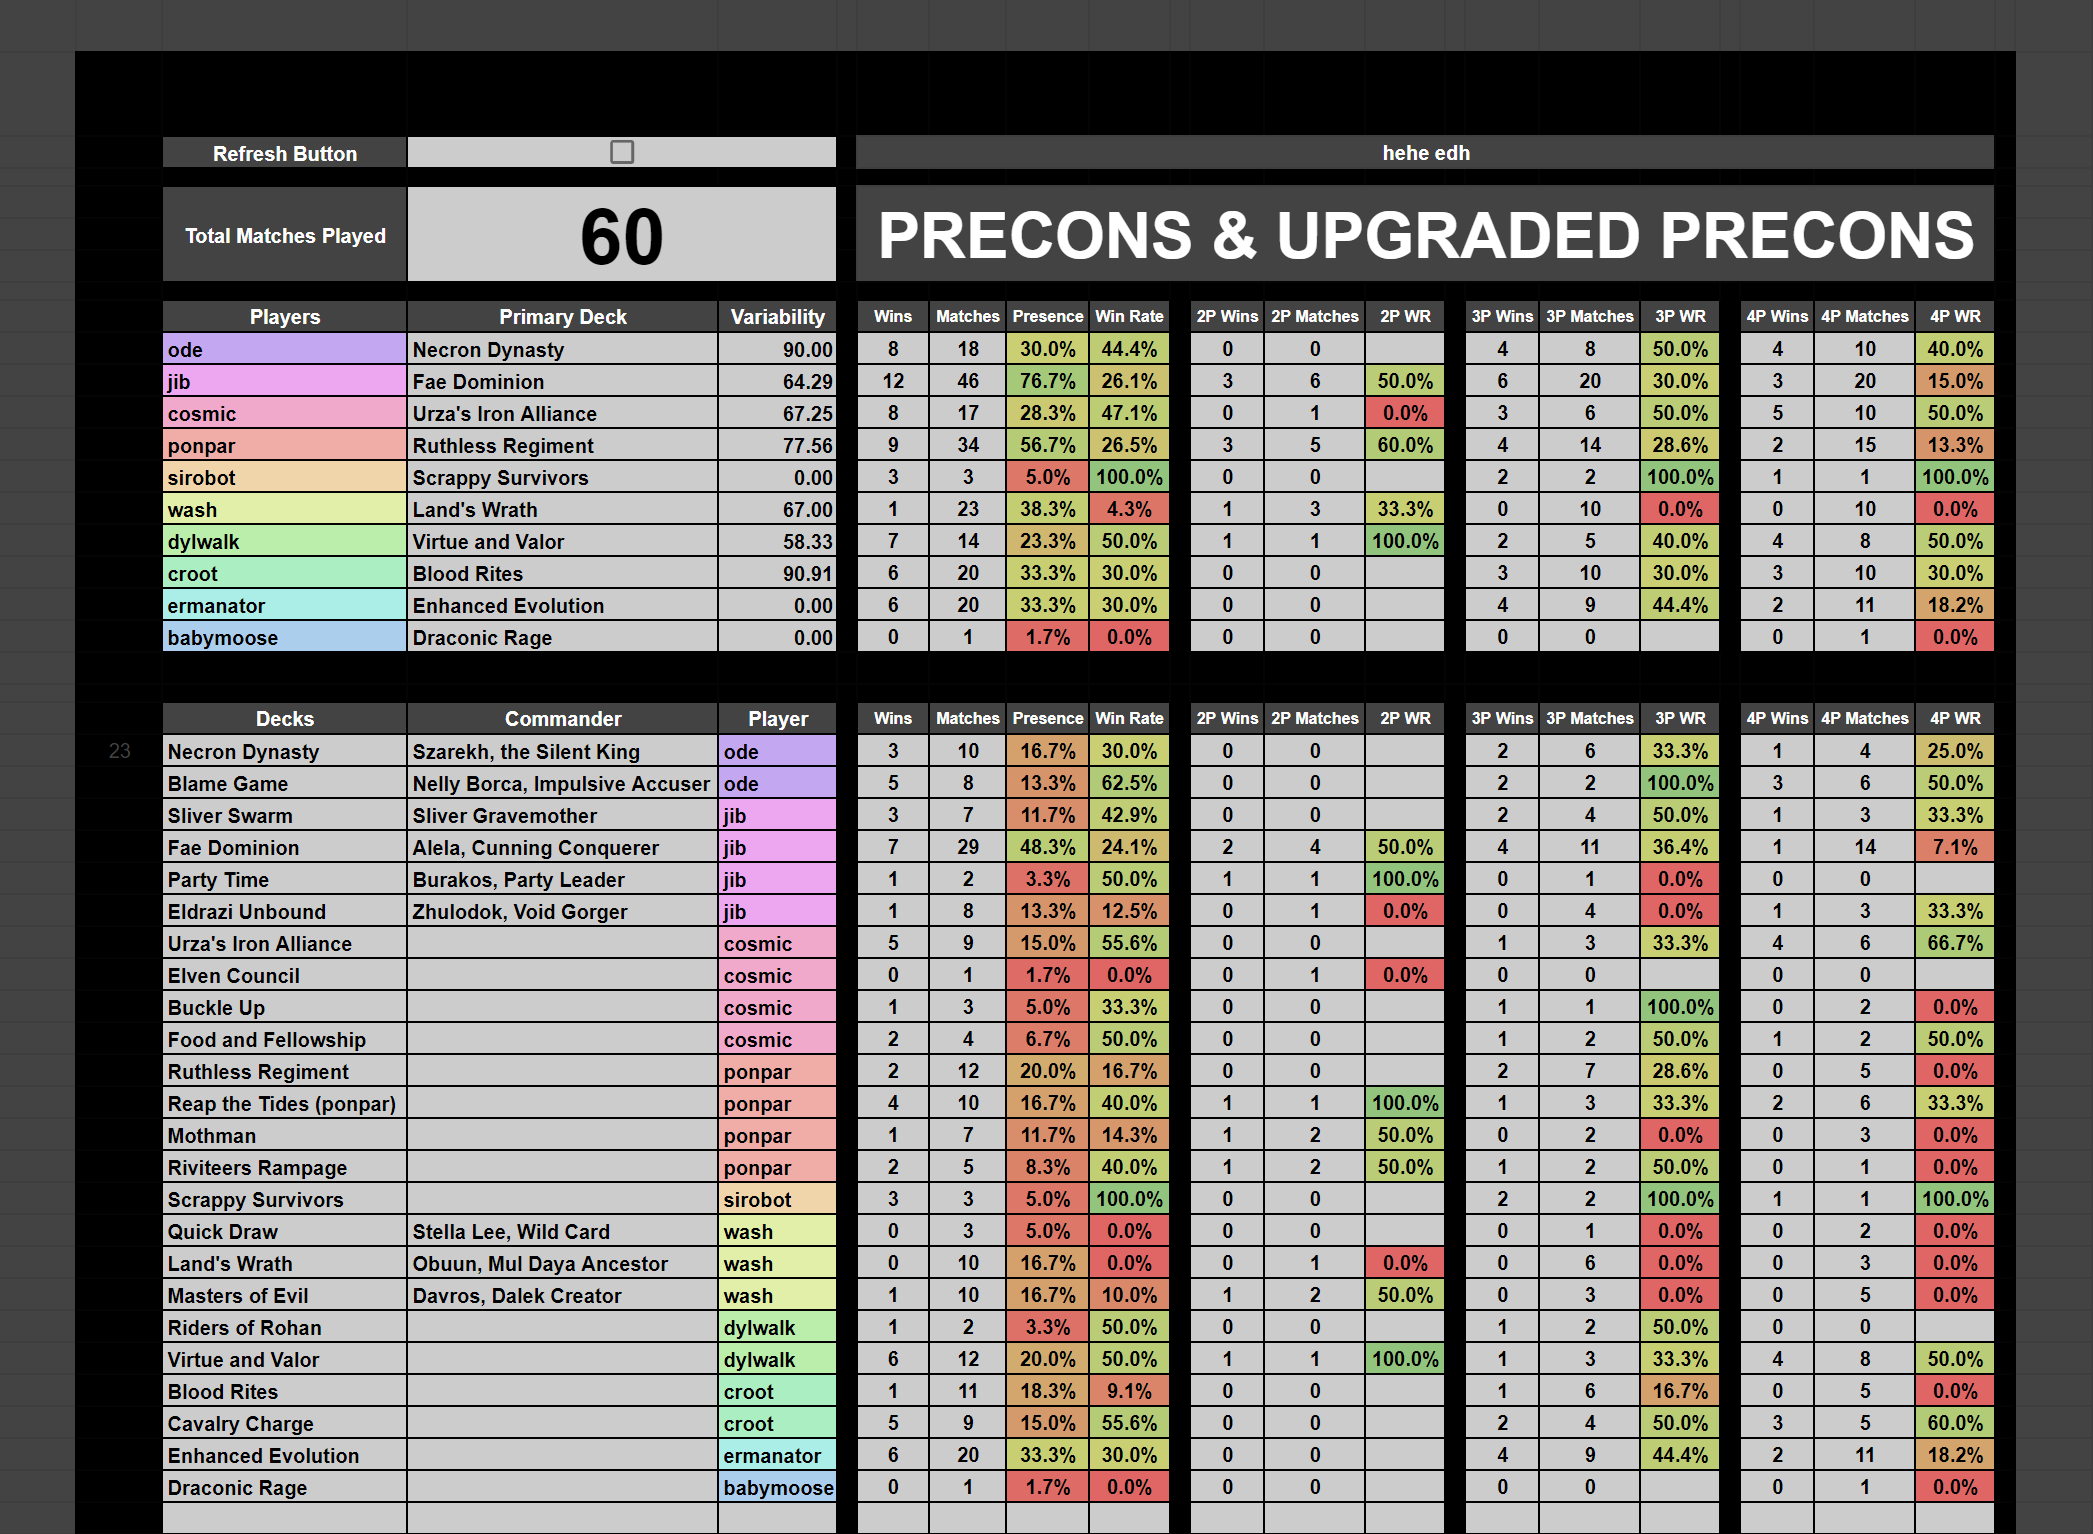 Refresh Button hehe edh
Total Matches Played 60 PRECONS & UPGRADED PRECONS
Players Primary Deck Variability Wins Matches Presence Win Rate 2P Wins 2P Matches 2P WR 3P Wins 3P Matches 3P WR 4P Wins 4P Matches 4P WR
ode Necron Dynasty 90.00 8 18 30.0% 44.4% 0 0 4 8 50.0% 4 10 40.0%
jib Fae Dominion 64.29 12 46 76.7% 26.1% 3 6 50.0% 6 20 30.0% 3 20 15.0%
cosmic Urza's Iron Alliance 67.25 8 17 28.3% 47.1% 0 1 0.0% 3 6 50.0% 5 10 50.0%
ponpar Ruthless Regiment 77.56 9 34 56.7% 26.5% 3 5 60.0% 4 14 28.6% 2 15 13.3%
sirobot Scrappy Survivors 0.00 3 3 5.0% 100.0% 0 0 2 2 100.0% 1 1 100.0%
wash Land's Wrath 67.00 1 23 38.3% 4.3% 1 3 33.3% 0 10 0.0% 0 10 0.0%
dylwalk Virtue and Valor 58.33 7 14 23.3% 50.0% 1 1 100.0% 2 5 40.0% 4 8 50.0%
croot Blood Rites 90.91 6 20 33.3% 30.0% 0 0 3 10 30.0% 3 10 30.0%
ermanator Enhanced Evolution 0.00 6 20 33.3% 30.0% 0 0 4 9 44.4% 2 11 18.2%
babymoose Draconic Rage 0.00 0 1 1.7% 0.0% 0 0 0 0 0 1 0.0%
Decks Commander Player Wins Matches Presence Win Rate 2P Wins 2P Matches 2P WR 3P Wins 3P Matches 3P WR 4P Wins 4P Matches 4P WR
23 Necron Dynasty Szarekh, the Silent King ode 3 10 16.7% 30.0% 0 0 2 6 33.3% 1 4 25.0%
Blame Game Nelly Borca, Impulsive Accuser ode 5 8 13.3% 62.5% 0 0 2 2 100.0% 3 6 50.0%
Sliver Swarm Sliver Gravemother jib 3 7 11.7% 42.9% 0 0 2 4 50.0% 1 3 33.3%
Fae Dominion Alela, Cunning Conquerer jib 7 29 48.3% 24.1% 2 4 50.0% 4 11 36.4% 1 14 7.1%
Party Time Burakos, Party Leader jib 1 2 3.3% 50.0% 1 1 100.0% 0 1 0.0% 0 0
Eldrazi Unbound Zhulodok, Void Gorger jib 1 8 13.3% 12.5% 0 1 0.0% 0 4 0.0% 1 3 33.3%
Urza's Iron Alliance cosmic 5 9 15.0% 55.6% 0 0 1 3 33.3% 4 6 66.7%
Elven Council cosmic 0 1 1.7% 0.0% 0 1 0.0% 0 0 0 0
Buckle Up cosmic 1 3 5.0% 33.3% 0 0 1 1 100.0% 0 2 0.0%
Food and Fellowship cosmic 2 4 6.7% 50.0% 0 0 1 2 50.0% 1 2 50.0%
Ruthless Regiment ponpar 2 12 20.0% 16.7% 0 0 2 7 28.6% 0 5 0.0%
Reap the Tides (ponpar) ponpar 4 10 16.7% 40.0% 1 1 100.0% 1 3 33.3% 2 6 33.3%
Mothman ponpar 1 7 11.7% 14.3% 1 2 50.0% 0 2 0.0% 0 3 0.0%
Riviteers Rampage ponpar 2 5 8.3% 40.0% 1 2 50.0% 1 2 50.0% 0 1 0.0%
Scrappy Survivors sirobot 3 3 5.0% 100.0% 0 0 2 2 100.0% 1 1 100.0%
Quick Draw Stella Lee, Wild Card wash 0 3 5.0% 0.0% 0 0 0 1 0.0% 0 2 0.0%
Land's Wrath Obuun, Mul Daya Ancestor wash 0 10 16.7% 0.0% 0 1 0.0% 0 6 0.0% 0 3 0.0%
Masters of Evil Davros, Dalek Creator wash 1 10 16.7% 10.0% 1 2 50.0% 0 3 0.0% 0 5 0.0%
Riders of Rohan dylwalk 1 2 3.3% 50.0% 0 0 1 2 50.0% 0 0
Virtue and Valor dylwalk 6 12 20.0% 50.0% 1 1 100.0% 1 3 33.3% 4 8 50.0%
Blood Rites croot 1 11 18.3% 9.1% 0 0 1 6 16.7% 0 5 0.0%
Cavalry Charge croot 5 9 15.0% 55.6% 0 0 2 4 50.0% 3 5 60.0%
Enhanced Evolution ermanator 6 20 33.3% 30.0% 0 0 4 9 44.4% 2 11 18.2%
Draconic Rage babymoose 0 1 1.7% 0.0% 0 0 0 0 0 1 0.0%